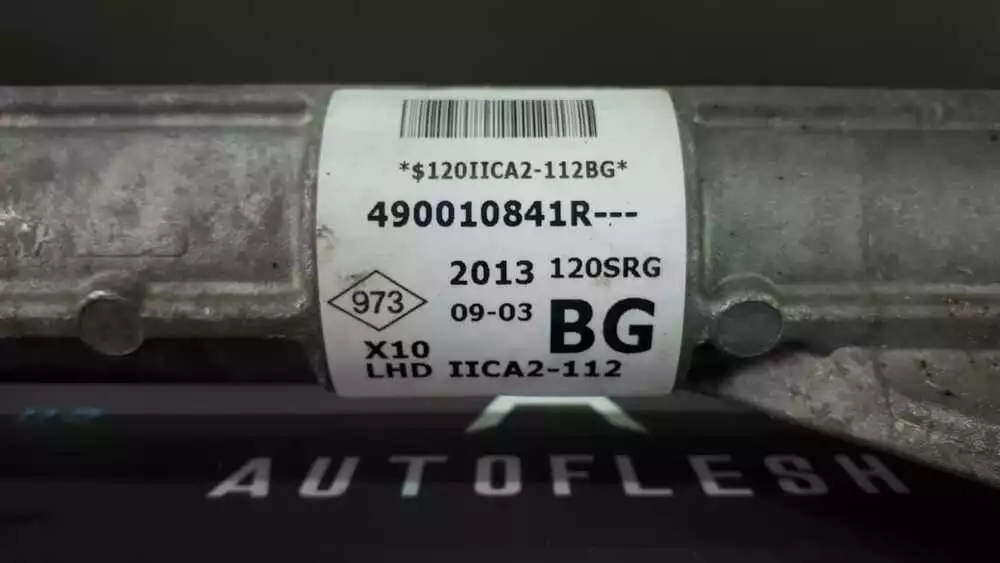 *$120IICA2-112BG*
490010841R---
2013 120SRG
973 09-03 BG
X10
LHD IICA2-112
AUTOFLESH